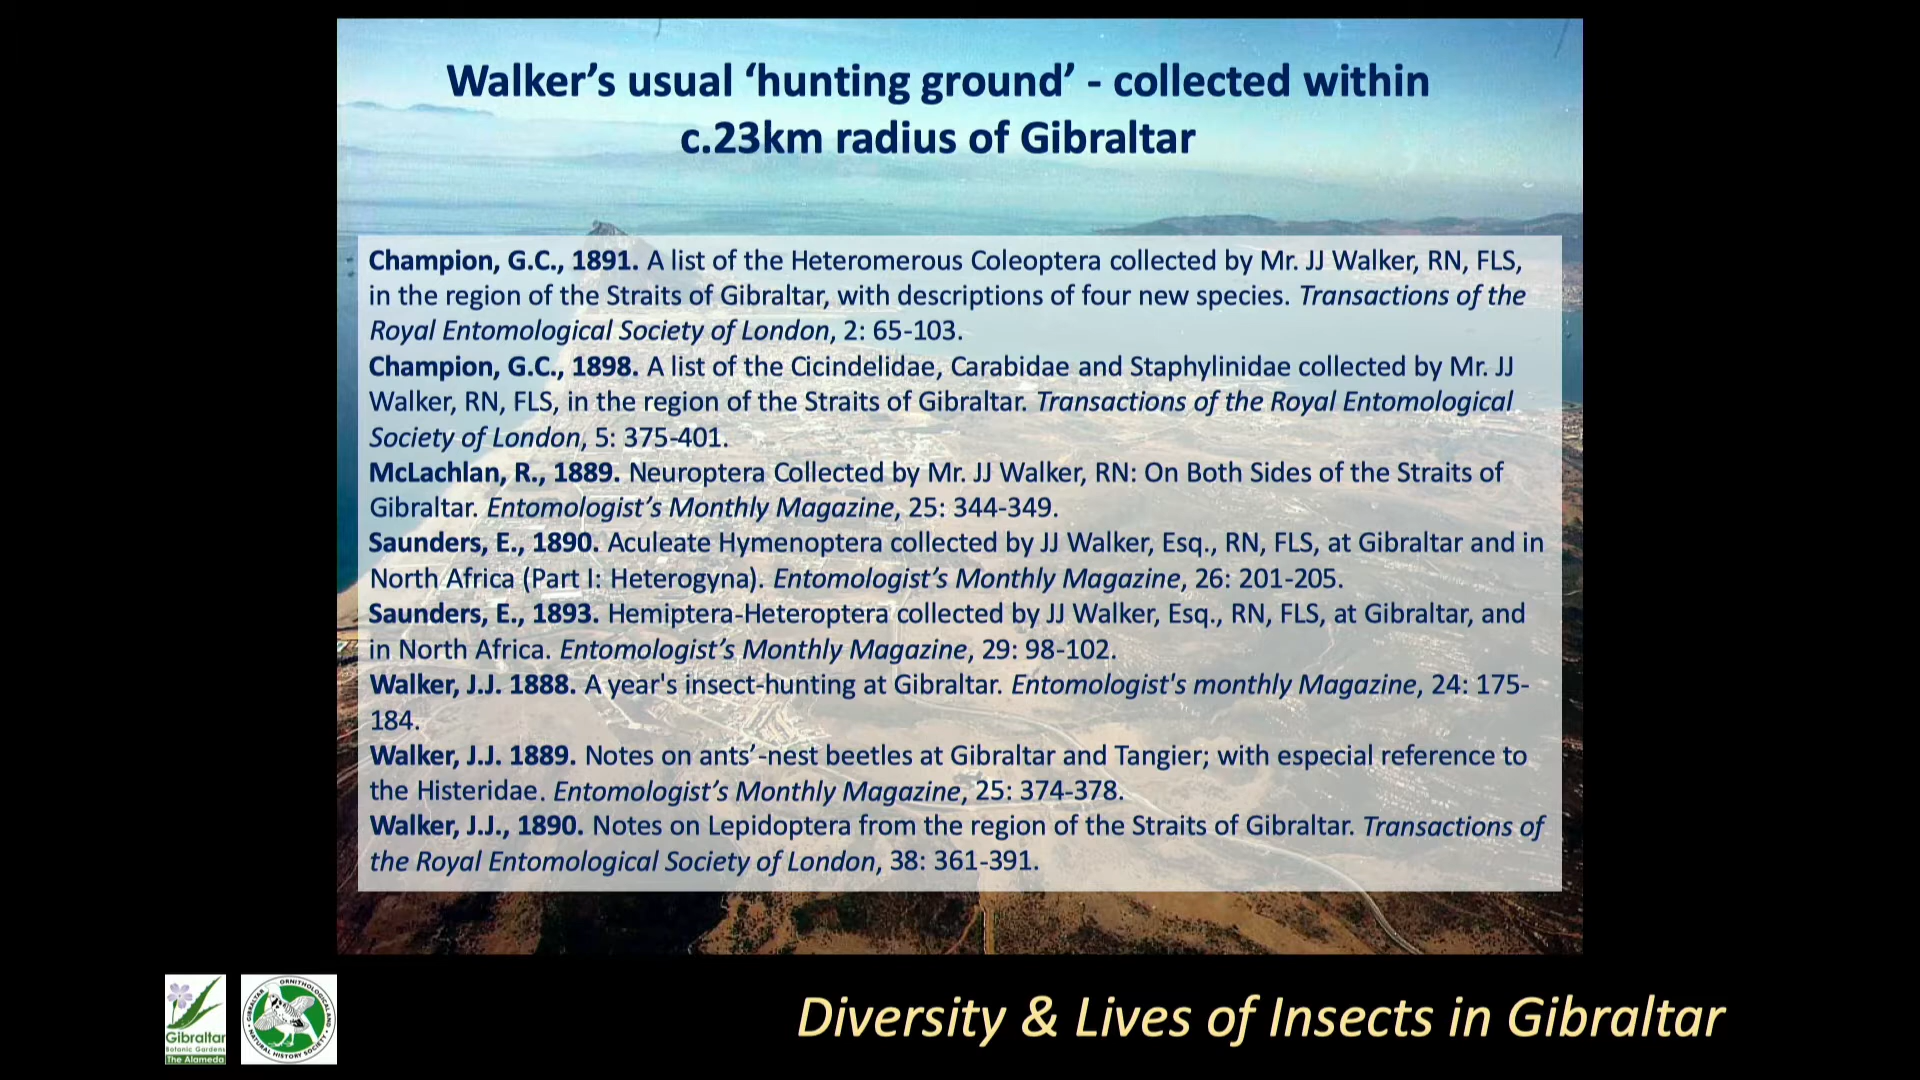 Walker’s usual ‘hunting ground’ - collected within
c.23km radius of Gibraltar
Champion, G.C., 1891. A list of the Heteromerous Coleoptera collected by Mr. JJ Walker, RN, FLS,
in the region of the Straits of Gibraltar, with descriptions of four new species. Transactions of the
Royal Entomological Society of London, 2: 65-103.
Champion, G.C., 1898. A list of the Cicindelidae, Carabidae and Staphylinidae collected by Mr. JJ
Walker, RN, FLS, in the region of the Straits of Gibraltar. Transactions of the Royal Entomological
Society of London, 5: 375-401.
McLachlan, R., 1889. Neuroptera Collected by Mr. JJ Walker, RN: On Both Sides of the Straits of
Gibraltar. Entomologist’s Monthly Magazine, 25: 344-349.
Saunders, E., 1890. Aculeate Hymenoptera collected by JJ Walker, Esq., RN, FLS, at Gibraltar and in
North Africa (Part I: Heterogyna). Entomologist’s Monthly Magazine, 26: 201-205.
Saunders, E., 1893. Hemiptera-Heteroptera collected by JJ Walker, Esq., RN, FLS, at Gibraltar, and
in North Africa. Entomologist’s Monthly Magazine, 29: 98-102.
Walker, J.J. 1888. A year's insect-hunting at Gibraltar. Entomologist's monthly Magazine, 24: 175-
184.
Walker, J.J. 1889. Notes on ants’-nest beetles at Gibraltar and Tangier; with especial reference to
the Histeridae. Entomologist’s Monthly Magazine, 25: 374-378.
Walker, J.J., 1890. Notes on Lepidoptera from the region of the Straits of Gibraltar. Transactions of
the Royal Entomological Society of London, 38: 361-391.
Gibraltar
Botanic Gardens
The Alameda
GIBRALTAR ORNITHOLOGICAL AND
NATURAL HISTORY SOCIETY
Diversity & Lives of Insects in Gibraltar